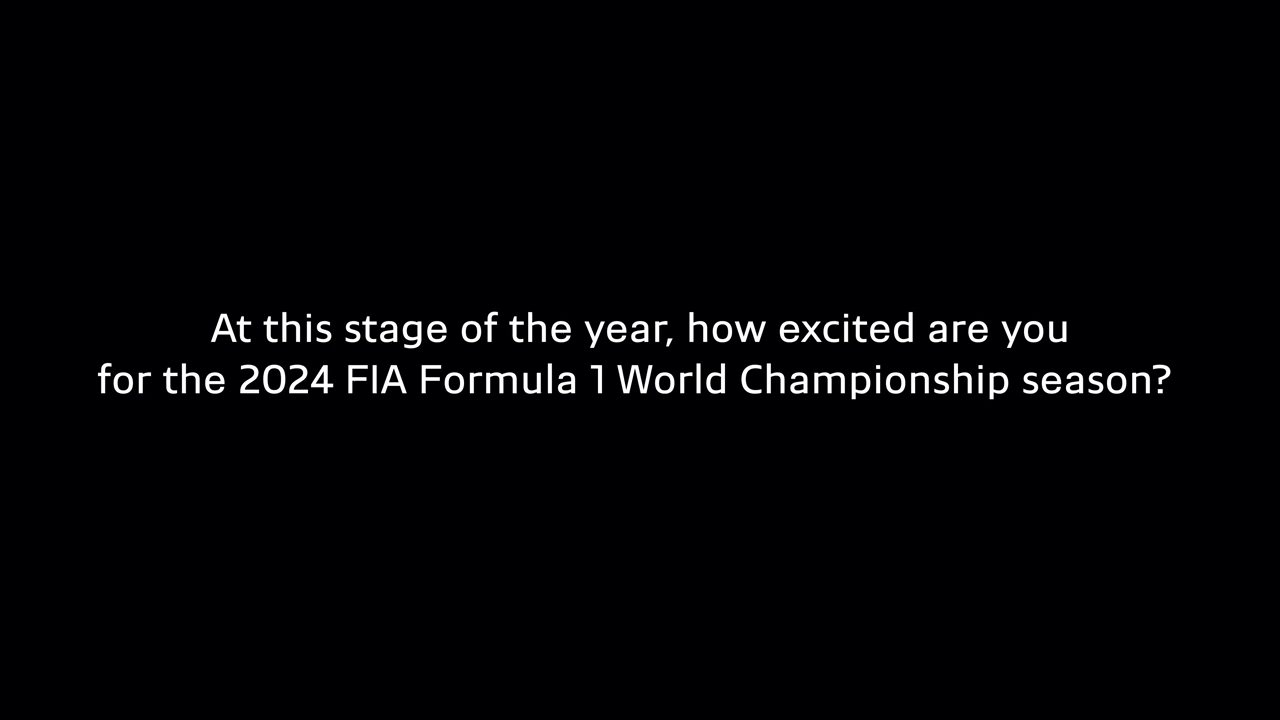 At this stage of the year, how excited are you
for the 2024 FIA Formula 1 World Championship season?